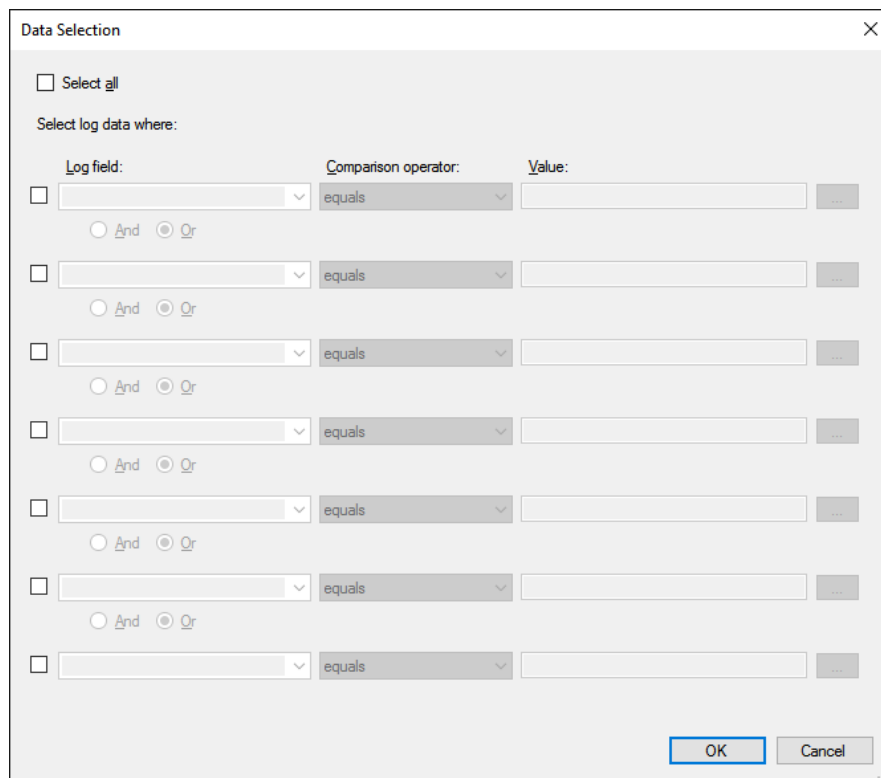 Data Selection
Select all
Select log data where:
Log field: Comparison operator: Value:
equals ...
And Or
equals ...
And Or
equals ...
And Or
equals ...
And Or
equals ...
And Or
equals ...
And Or
equals ...
OK Cancel